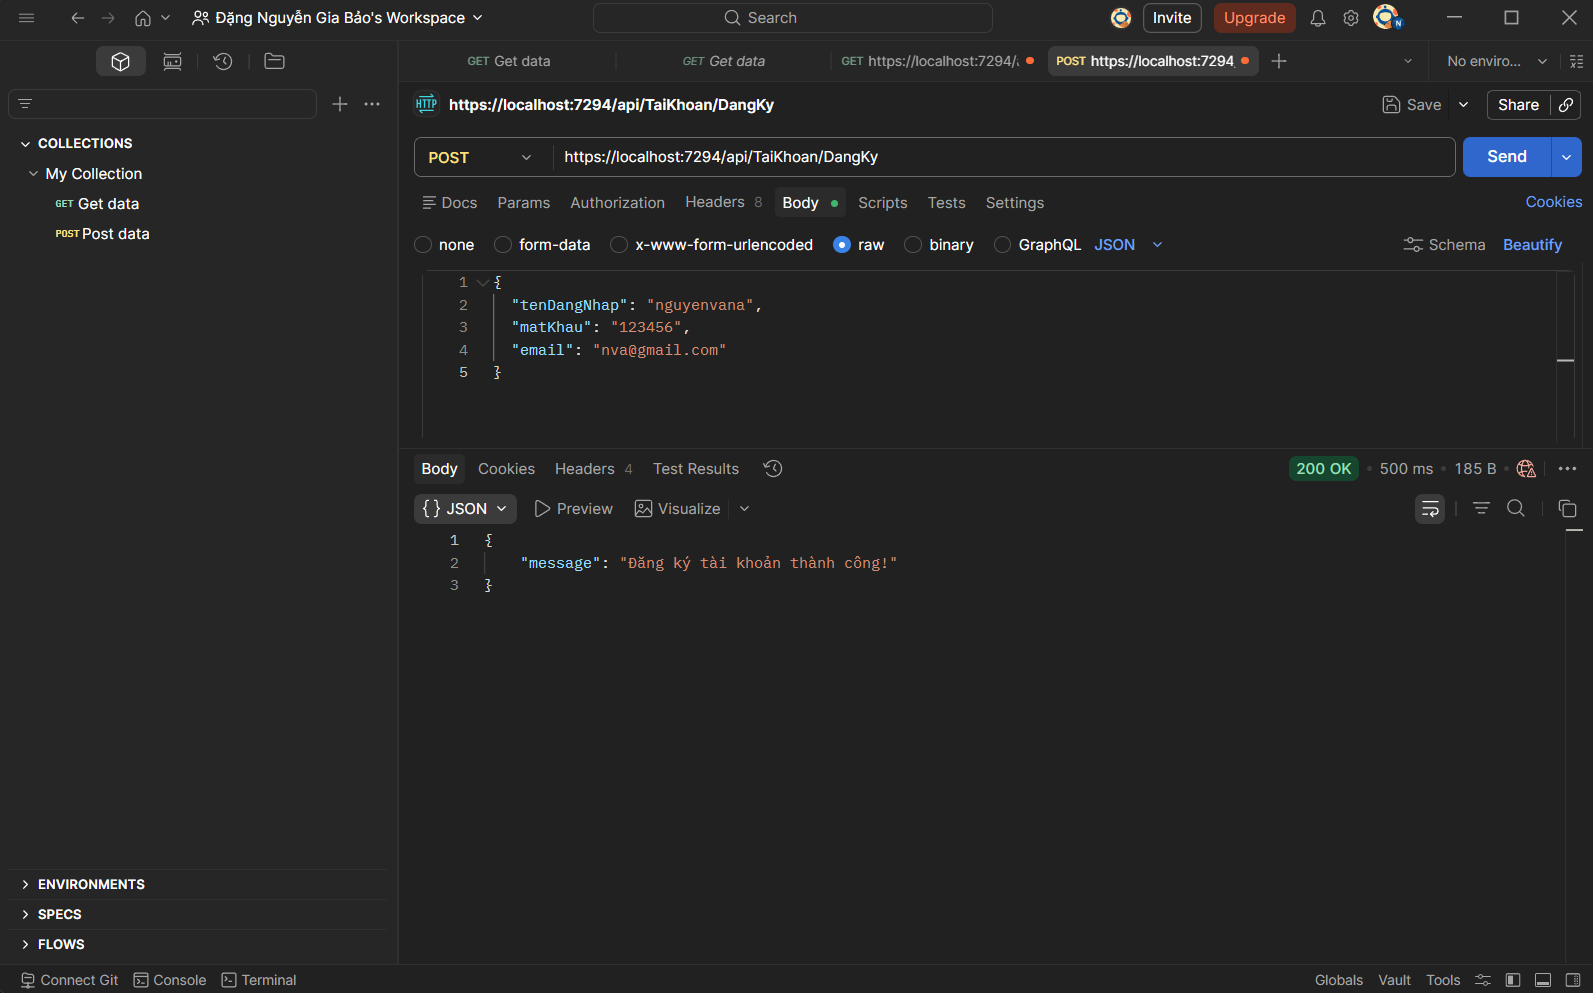 Đặng Nguyễn Gia Bảo's Workspace
Search
Invite
Upgrade
N
GET Get data
GET Get data
GET https://localhost:7294/
POST https://localhost:7294
No enviro...
HTTP https://localhost:7294/api/TaiKhoan/DangKy
Save
Share
COLLECTIONS
My Collection
GET Get data
POST Post data
POST
https://localhost:7294/api/TaiKhoan/DangKy
Send
Docs Params Authorization Headers 8 Body Scripts Tests Settings
Cookies
none form-data x-www-form-urlencoded raw binary GraphQL JSON
Schema Beautify
1 {
2 "tenDangNhap": "nguyenvana",
3 "matKhau": "123456",
4 "email": "nva@gmail.com"
5 }
Body Cookies Headers 4 Test Results
200 OK • 500 ms • 185 B •
{} JSON Preview Visualize
1 {
2 "message": "Đăng ký tài khoản thành công!"
3 }
ENVIRONMENTS
SPECS
FLOWS
Connect Git Console Terminal
Globals Vault Tools